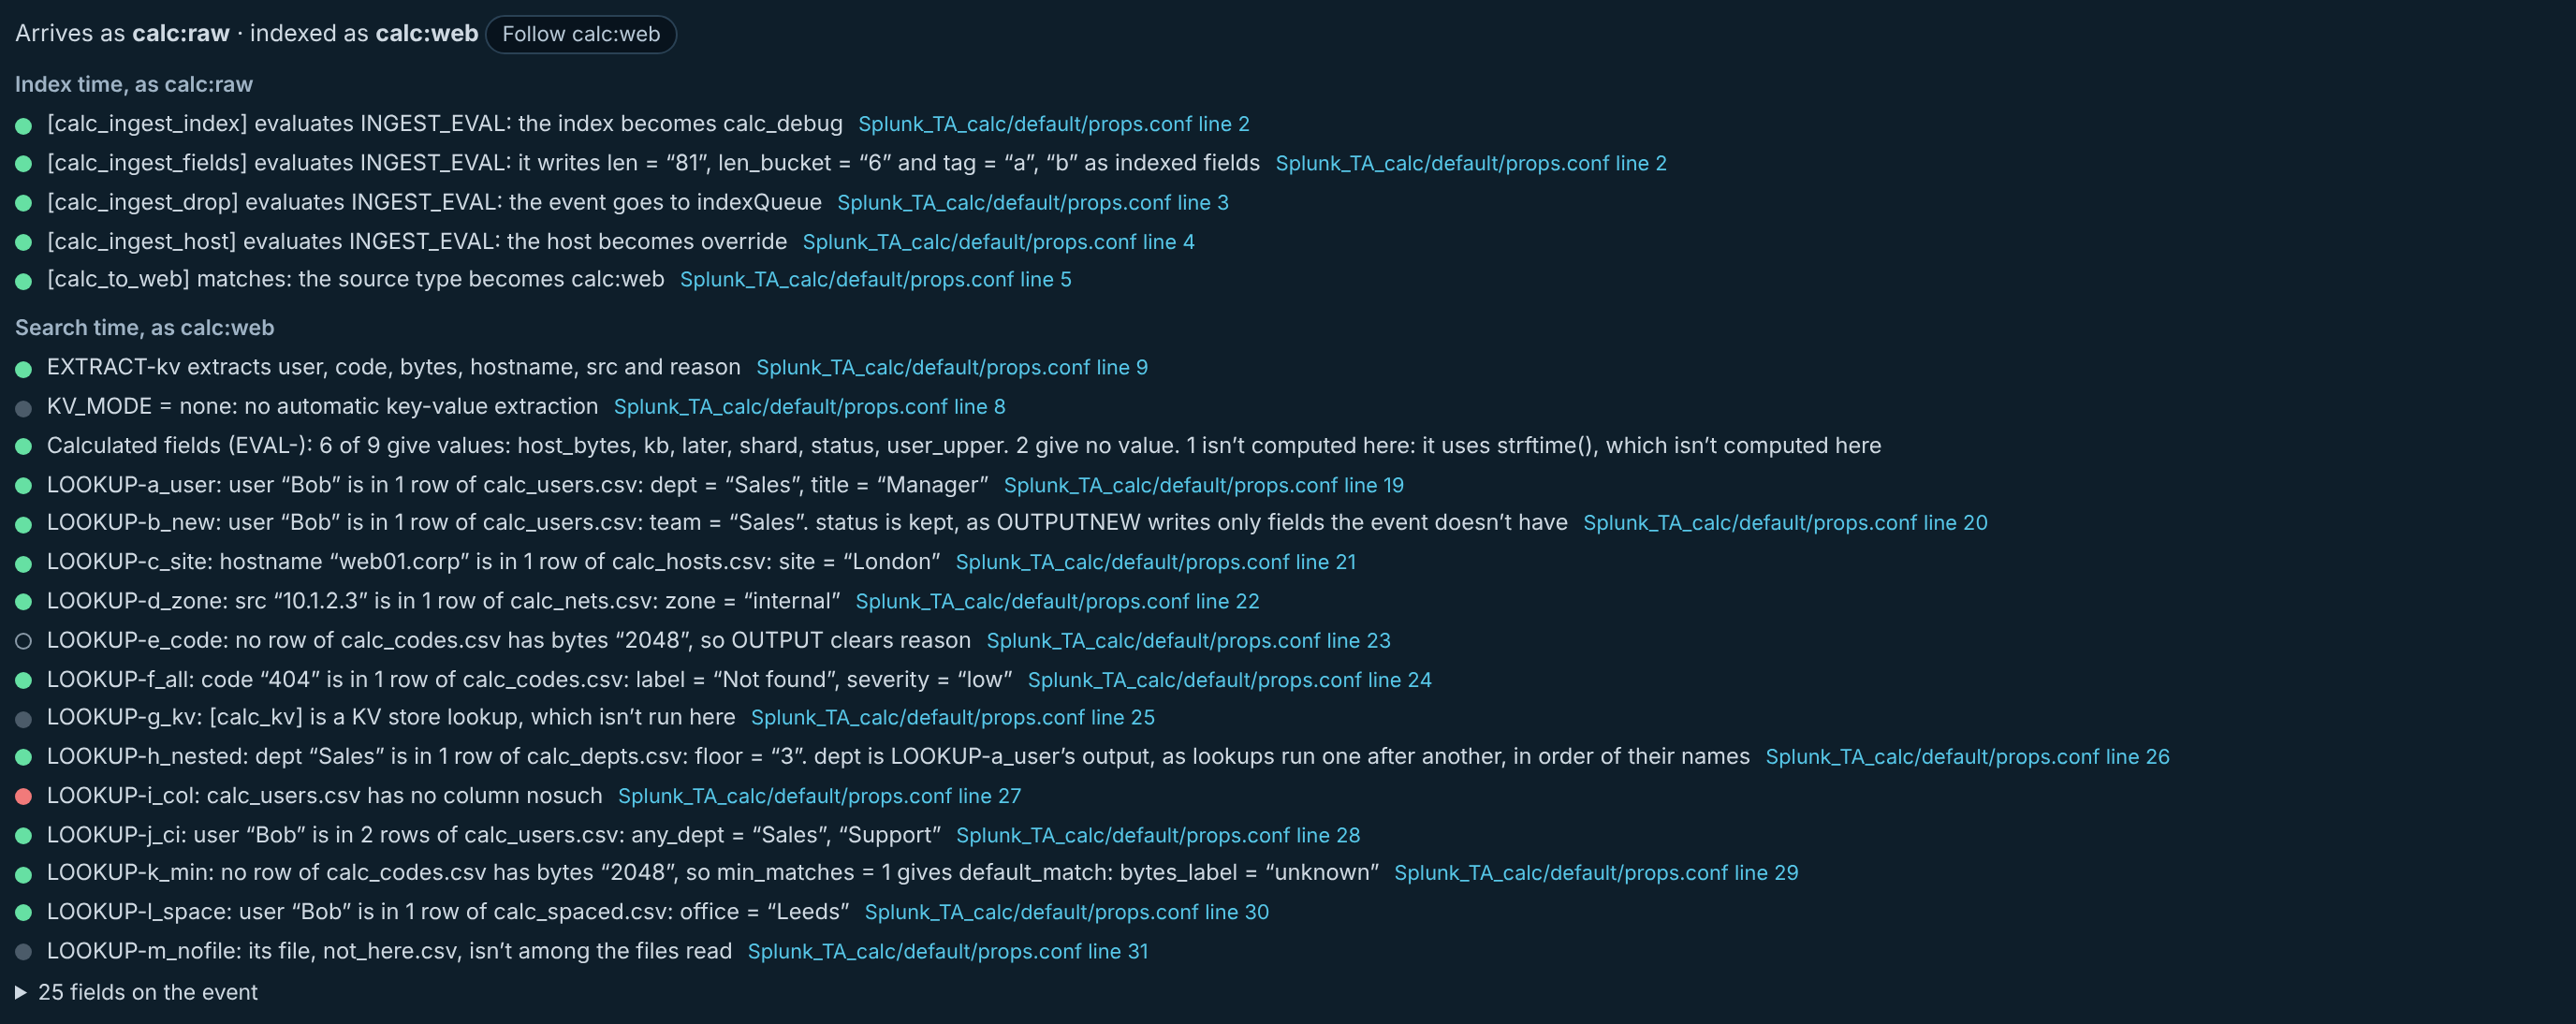 Arrives as calc:raw · indexed as calc:web Follow calc:web
Index time, as calc:raw
[calc_ingest_index] evaluates INGEST_EVAL: the index becomes calc_debug Splunk_TA_calc/default/props.conf line 2
[calc_ingest_fields] evaluates INGEST_EVAL: it writes len = “81”, len_bucket = “6” and tag = “a”, “b” as indexed fields Splunk_TA_calc/default/props.conf line 2
[calc_ingest_drop] evaluates INGEST_EVAL: the event goes to indexQueue Splunk_TA_calc/default/props.conf line 3
[calc_ingest_host] evaluates INGEST_EVAL: the host becomes override Splunk_TA_calc/default/props.conf line 4
[calc_to_web] matches: the source type becomes calc:web Splunk_TA_calc/default/props.conf line 5
Search time, as calc:web
EXTRACT-kv extracts user, code, bytes, hostname, src and reason Splunk_TA_calc/default/props.conf line 9
KV_MODE = none: no automatic key-value extraction Splunk_TA_calc/default/props.conf line 8
Calculated fields (EVAL-): 6 of 9 give values: host_bytes, kb, later, shard, status, user_upper. 2 give no value. 1 isn’t computed here: it uses strftime(), which isn’t computed here
LOOKUP-a_user: user “Bob” is in 1 row of calc_users.csv: dept = “Sales”, title = “Manager” Splunk_TA_calc/default/props.conf line 19
LOOKUP-b_new: user “Bob” is in 1 row of calc_users.csv: team = “Sales”. status is kept, as OUTPUTNEW writes only fields the event doesn’t have Splunk_TA_calc/default/props.conf line 20
LOOKUP-c_site: hostname “web01.corp” is in 1 row of calc_hosts.csv: site = “London” Splunk_TA_calc/default/props.conf line 21
LOOKUP-d_zone: src “10.1.2.3” is in 1 row of calc_nets.csv: zone = “internal” Splunk_TA_calc/default/props.conf line 22
LOOKUP-e_code: no row of calc_codes.csv has bytes “2048”, so OUTPUT clears reason Splunk_TA_calc/default/props.conf line 23
LOOKUP-f_all: code “404” is in 1 row of calc_codes.csv: label = “Not found”, severity = “low” Splunk_TA_calc/default/props.conf line 24
LOOKUP-g_kv: [calc_kv] is a KV store lookup, which isn’t run here Splunk_TA_calc/default/props.conf line 25
LOOKUP-h_nested: dept “Sales” is in 1 row of calc_depts.csv: floor = “3”. dept is LOOKUP-a_user’s output, as lookups run one after another, in order of their names Splunk_TA_calc/default/props.conf line 26
LOOKUP-i_col: calc_users.csv has no column nosuch Splunk_TA_calc/default/props.conf line 27
LOOKUP-j_ci: user “Bob” is in 2 rows of calc_users.csv: any_dept = “Sales”, “Support” Splunk_TA_calc/default/props.conf line 28
LOOKUP-k_min: no row of calc_codes.csv has bytes “2048”, so min_matches = 1 gives default_match: bytes_label = “unknown” Splunk_TA_calc/default/props.conf line 29
LOOKUP-l_space: user “Bob” is in 1 row of calc_spaced.csv: office = “Leeds” Splunk_TA_calc/default/props.conf line 30
LOOKUP-m_nofile: its file, not_here.csv, isn’t among the files read Splunk_TA_calc/default/props.conf line 31
25 fields on the event